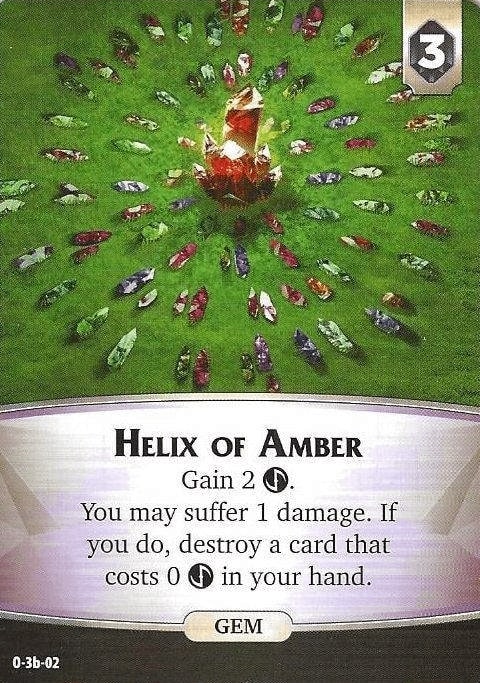 3
Helix of Amber
Gain 2 .
You may suffer 1 damage. If
you do, destroy a card that
costs 0 in your hand.
GEM
0-3b-02